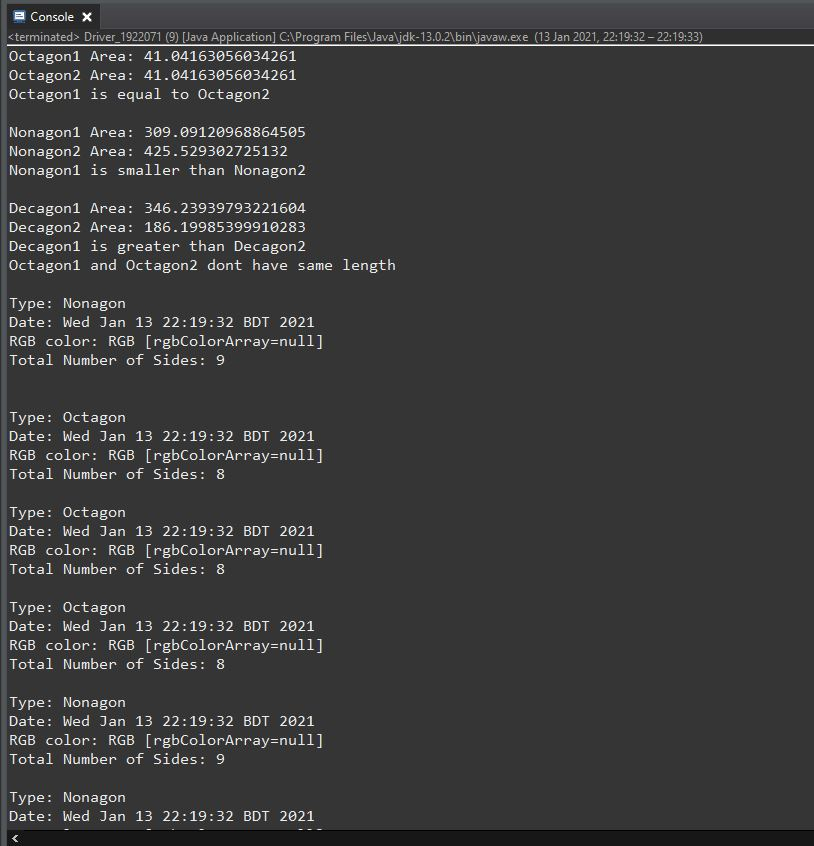 Console
<terminated> Driver_1922071 (9) [Java Application] C:\Program Files\Java\jdk-13.0.2\bin\javaw.exe (13 Jan 2021, 22:19:32 – 22:19:33)
Octagon1 Area: 41.04163056034261
Octagon2 Area: 41.04163056034261
Octagon1 is equal to Octagon2
Nonagon1 Area: 309.09120968864505
Nonagon2 Area: 425.529302725132
Nonagon1 is smaller than Nonagon2
Decagon1 Area: 346.23939793221604
Decagon2 Area: 186.19985399910283
Decagon1 is greater than Decagon2
Octagon1 and Octagon2 dont have same length
Type: Nonagon
Date: Wed Jan 13 22:19:32 BDT 2021
RGB color: RGB [rgbColorArray=null]
Total Number of Sides: 9
Type: Octagon
Date: Wed Jan 13 22:19:32 BDT 2021
RGB color: RGB [rgbColorArray=null]
Total Number of Sides: 8
Type: Octagon
Date: Wed Jan 13 22:19:32 BDT 2021
RGB color: RGB [rgbColorArray=null]
Total Number of Sides: 8
Type: Octagon
Date: Wed Jan 13 22:19:32 BDT 2021
RGB color: RGB [rgbColorArray=null]
Total Number of Sides: 8
Type: Nonagon
Date: Wed Jan 13 22:19:32 BDT 2021
RGB color: RGB [rgbColorArray=null]
Total Number of Sides: 9
Type: Nonagon
Date: Wed Jan 13 22:19:32 BDT 2021